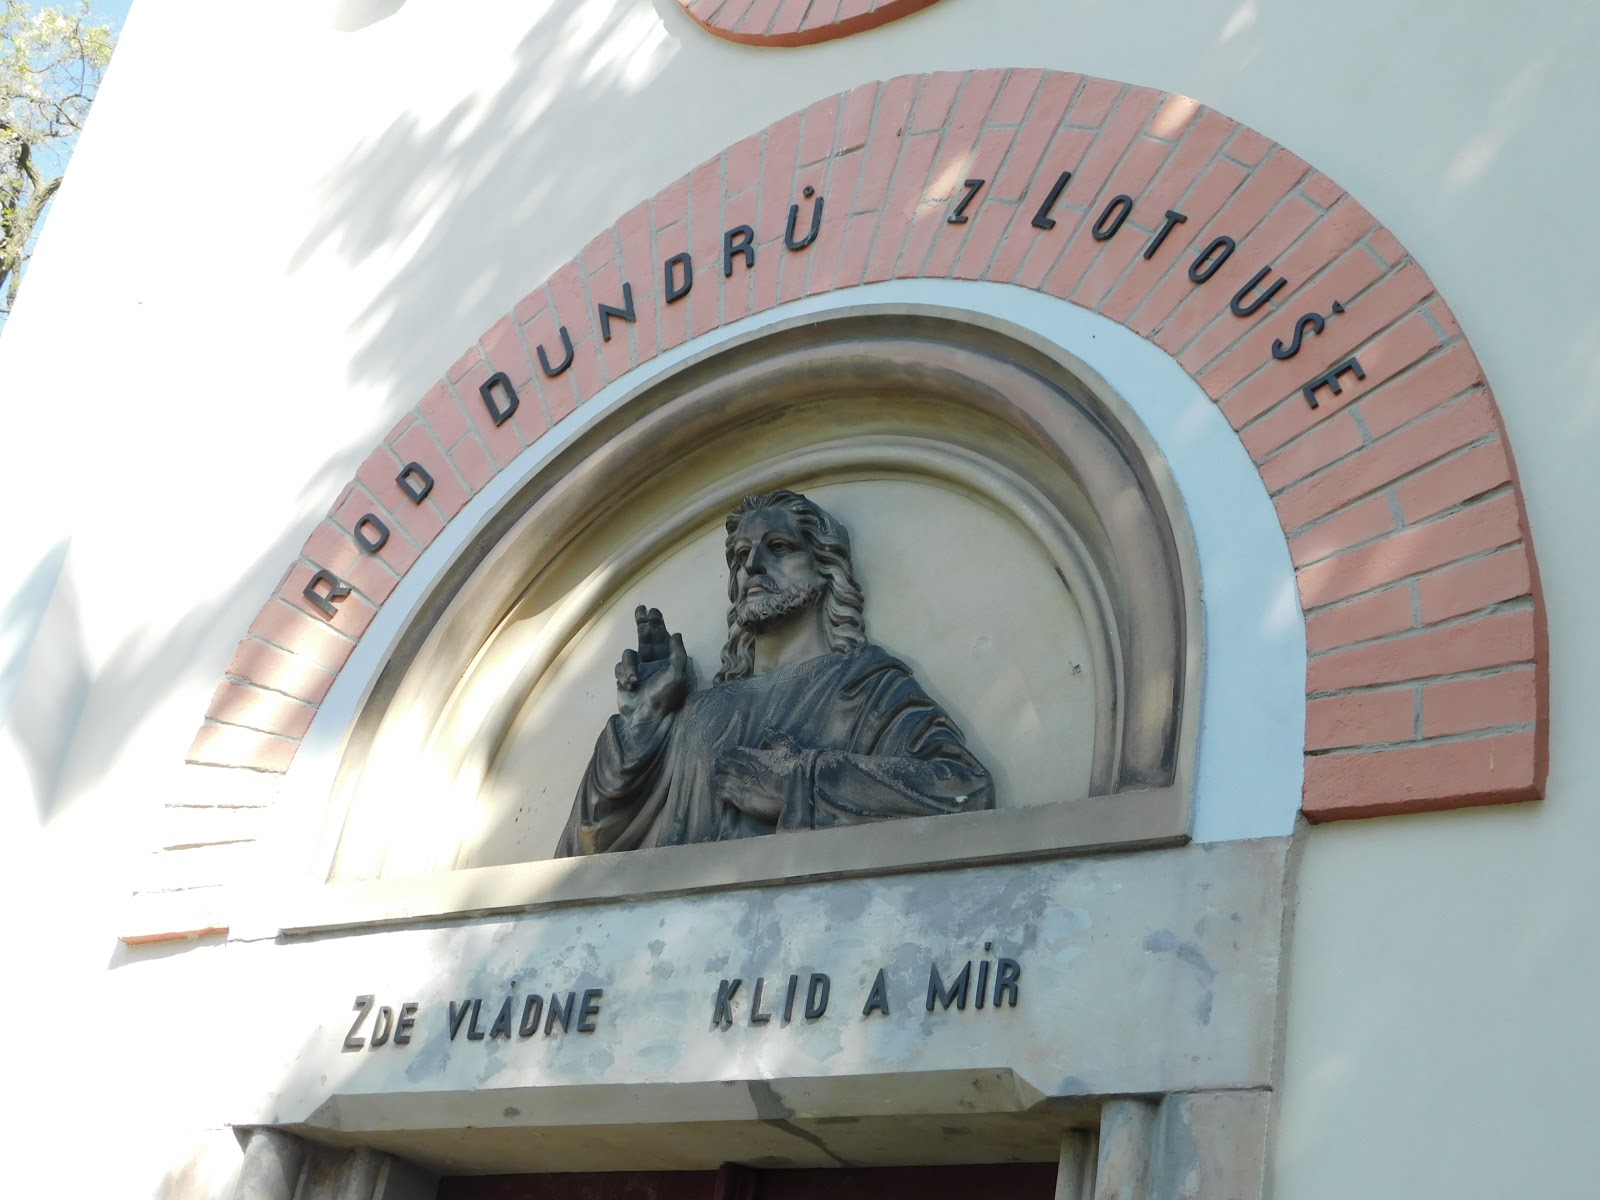 ROD DUNDRŮ Z LOTOUŠE
ZDE VLÁDNE KLID A MÍR